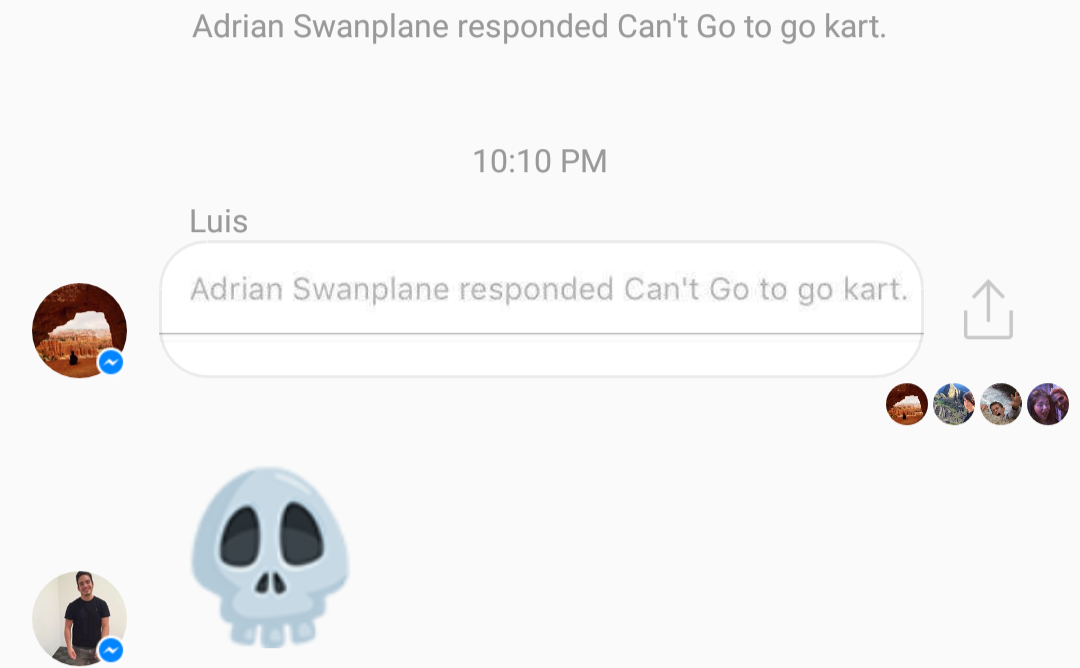 Adrian Swanplane responded Can't Go to go kart.
10:10 PM
Luis
Adrian Swanplane responded Can't Go to go kart.